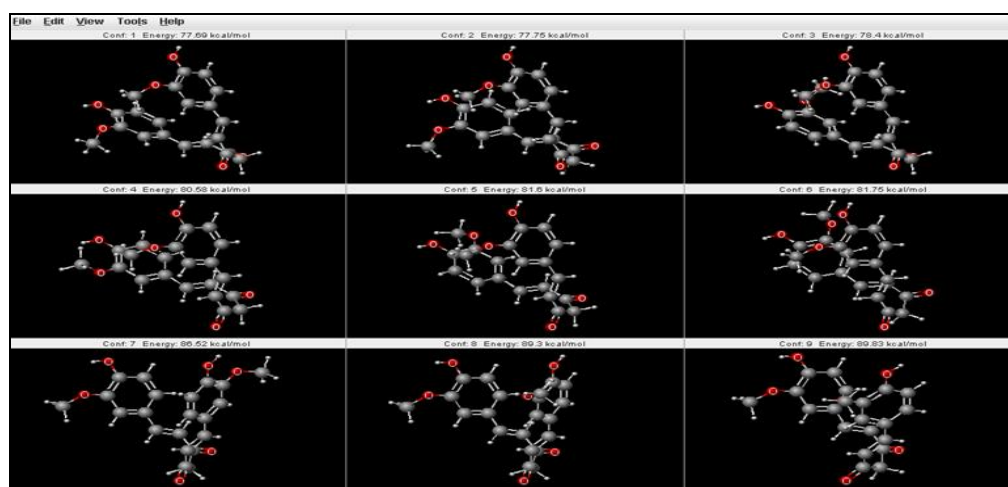 File Edit View Tools Help
Conf: 1 Energy: 77.69 kcal/mol Conf: 2 Energy: 77.75 kcal/mol Conf: 3 Energy: 78.4 kcal/mol
O O O
O O O O O
O O
O O O O
O O O
Conf: 4 Energy: 80.58 kcal/mol Conf: 5 Energy: 81.6 kcal/mol Conf: 6 Energy: 81.75 kcal/mol
O O O
O O O O O O
O O O O
O O O
O O O
Conf: 7 Energy: 86.52 kcal/mol Conf: 8 Energy: 89.3 kcal/mol Conf: 9 Energy: 89.83 kcal/mol
O O O O O O
O O O O O
O O O
O O O